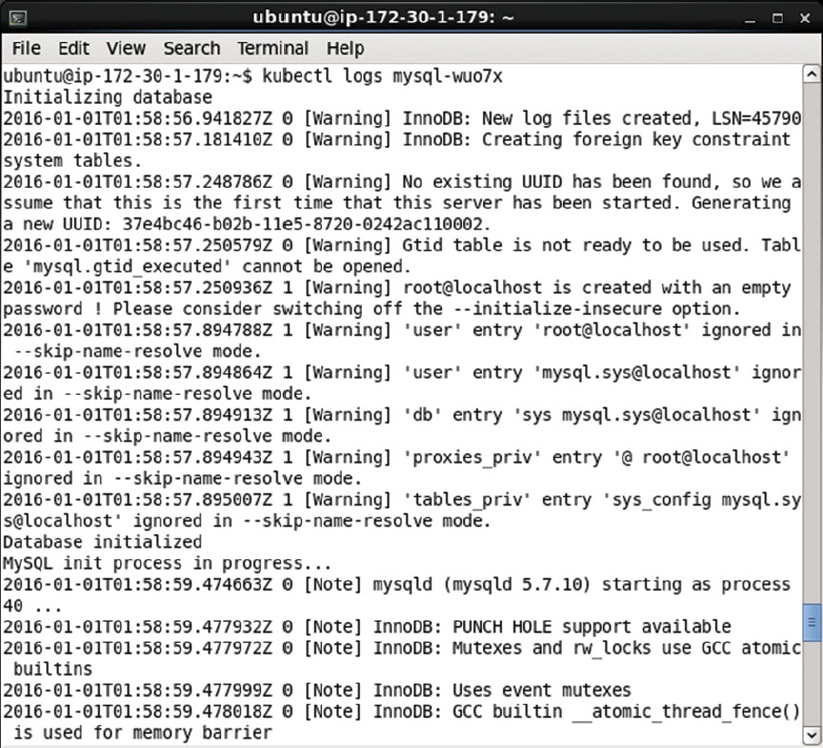 ubuntu@ip-172-30-1-179: ~
File Edit View Search Terminal Help
ubuntu@ip-172-30-1-179:~$ kubectl logs mysql-wuo7x
Initializing database
2016-01-01T01:58:56.941827Z 0 [Warning] InnoDB: New log files created, LSN=45790
2016-01-01T01:58:57.181410Z 0 [Warning] InnoDB: Creating foreign key constraint
system tables.
2016-01-01T01:58:57.248786Z 0 [Warning] No existing UUID has been found, so we a
ssume that this is the first time that this server has been started. Generating
a new UUID: 37e4bc46-b02b-11e5-8720-0242ac110002.
2016-01-01T01:58:57.250579Z 0 [Warning] Gtid table is not ready to be used. Tabl
e 'mysql.gtid_executed' cannot be opened.
2016-01-01T01:58:57.250936Z 1 [Warning] root@localhost is created with an empty
password ! Please consider switching off the --initialize-insecure option.
2016-01-01T01:58:57.894788Z 1 [Warning] 'user' entry 'root@localhost' ignored in
 --skip-name-resolve mode.
2016-01-01T01:58:57.894864Z 1 [Warning] 'user' entry 'mysql.sys@localhost' ignor
ed in --skip-name-resolve mode.
2016-01-01T01:58:57.894913Z 1 [Warning] 'db' entry 'sys mysql.sys@localhost' ign
ored in --skip-name-resolve mode.
2016-01-01T01:58:57.894943Z 1 [Warning] 'proxies_priv' entry '@ root@localhost'
ignored in --skip-name-resolve mode.
2016-01-01T01:58:57.895007Z 1 [Warning] 'tables_priv' entry 'sys_config mysql.sy
s@localhost' ignored in --skip-name-resolve mode.
Database initialized
MySQL init process in progress...
2016-01-01T01:58:59.474663Z 0 [Note] mysqld (mysqld 5.7.10) starting as process
40 ...
2016-01-01T01:58:59.477932Z 0 [Note] InnoDB: PUNCH HOLE support available
2016-01-01T01:58:59.477972Z 0 [Note] InnoDB: Mutexes and rw_locks use GCC atomic
 builtins
2016-01-01T01:58:59.477999Z 0 [Note] InnoDB: Uses event mutexes
2016-01-01T01:58:59.478018Z 0 [Note] InnoDB: GCC builtin __atomic_thread_fence()
 is used for memory barrier